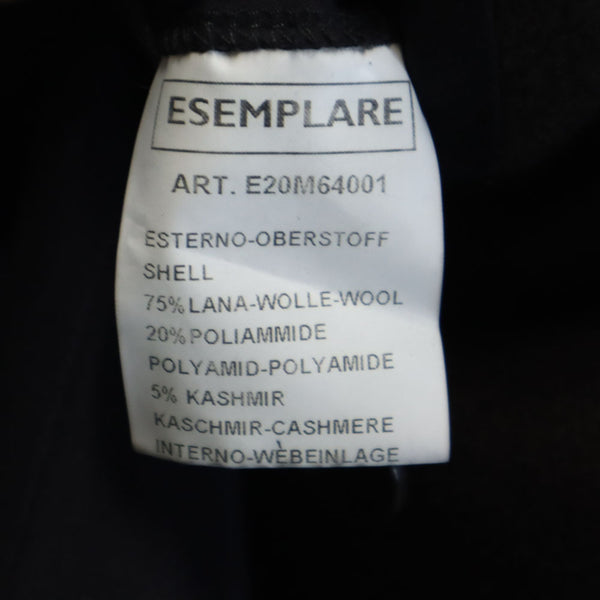 ESEMPLARE
ART. E20M64001
ESTERNO-OBERSTOFF
SHELL
75% LANA-WOLLE-WOOL
20% POLIAMMIDE
POLYAMID-POLYAMIDE
5% KASHMIR
KASCHMIR-CASHMERE
INTERNO-WEBEINLAGE